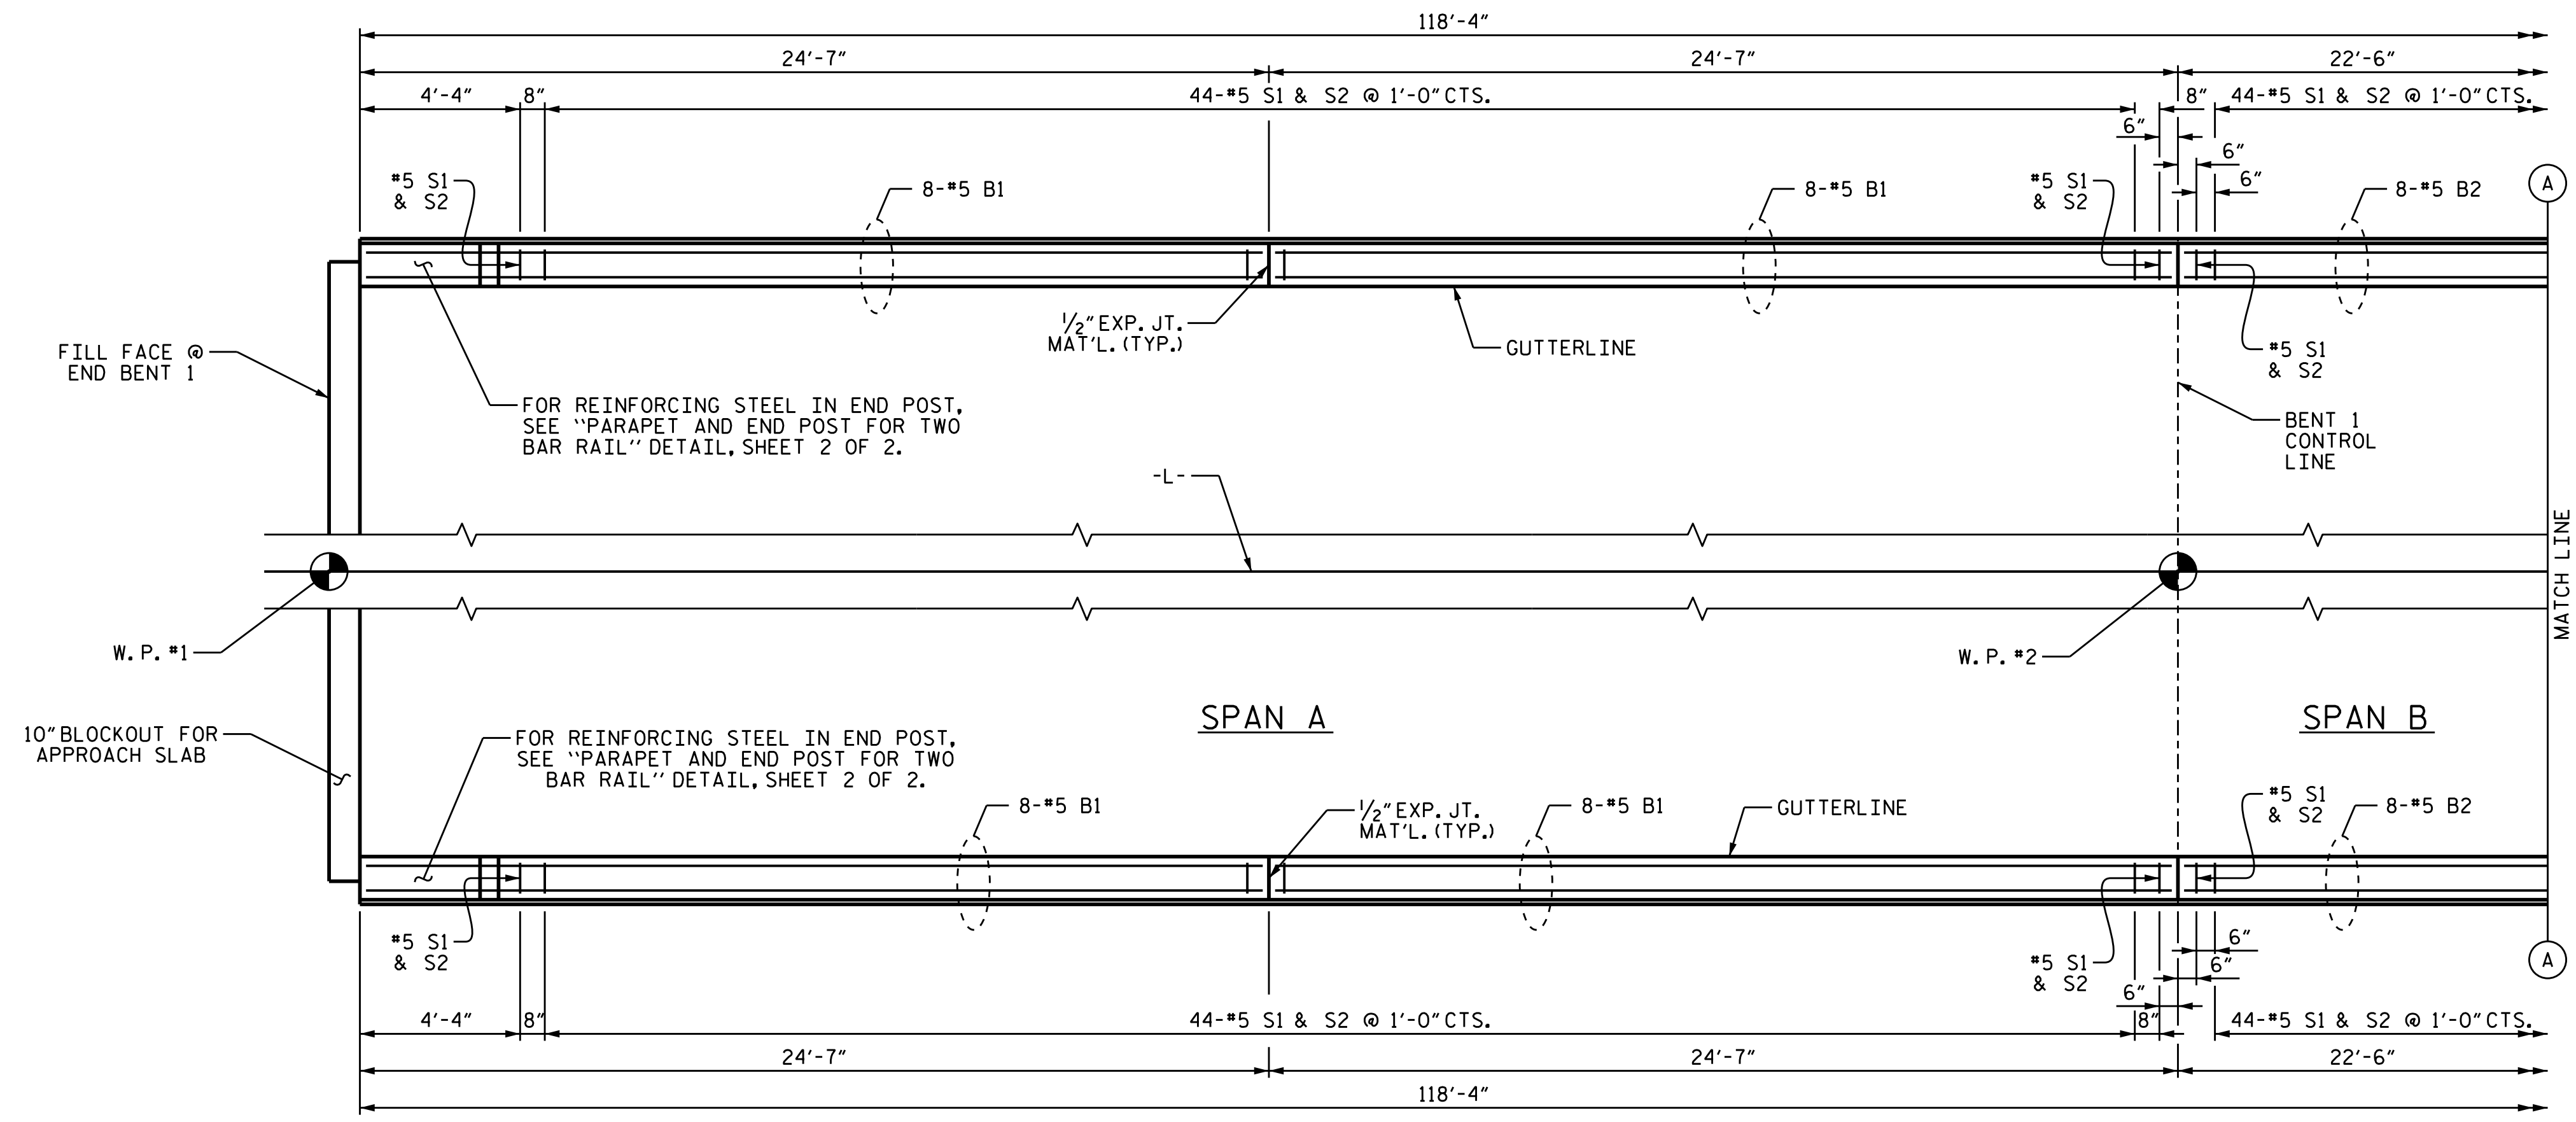 118'-4"
24'-7" 24'-7" 22'-6"
4'-4" 8" 44-#5 S1 & S2 @ 1'-0" CTS. 8" 44-#5 S1 & S2 @ 1'-0" CTS.
6"
6"
6"
#5 S1
& S2
8-#5 B1
8-#5 B1
#5 S1
& S2
8-#5 B2
A
1/2" EXP. JT.
MAT'L. (TYP.)
GUTTERLINE
#5 S1
& S2
FILL FACE @
END BENT 1
FOR REINFORCING STEEL IN END POST,
SEE "PARAPET AND END POST FOR TWO
BAR RAIL" DETAIL, SHEET 2 OF 2.
BENT 1
CONTROL
LINE
-L-
MATCH LINE
W.P. #1
W.P. #2
SPAN A
SPAN B
10" BLOCKOUT FOR
APPROACH SLAB
FOR REINFORCING STEEL IN END POST,
SEE "PARAPET AND END POST FOR TWO
BAR RAIL" DETAIL, SHEET 2 OF 2.
8-#5 B1
1/2" EXP. JT.
MAT'L. (TYP.)
8-#5 B1
GUTTERLINE
#5 S1
& S2
8-#5 B2
#5 S1
& S2
#5 S1
& S2
6"
6"
6"
A
4'-4" 8" 44-#5 S1 & S2 @ 1'-0" CTS. 8" 44-#5 S1 & S2 @ 1'-0" CTS.
24'-7" 24'-7" 22'-6"
118'-4"